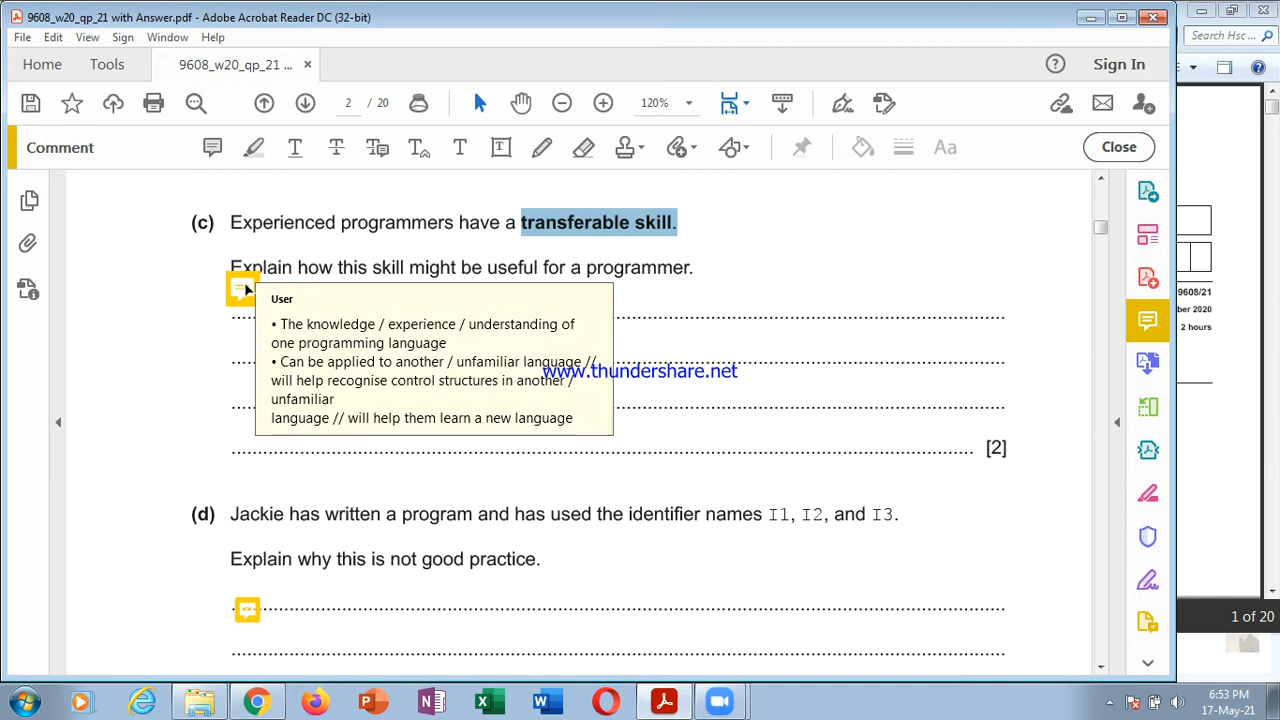 9608_w20_qp_21 with Answer.pdf - Adobe Acrobat Reader DC (32-bit)
File Edit View Sign Window Help
Home Tools 9608_w20_qp_21 ... × Sign In
2 / 20 120%
Search Hsc
Comment Close
(c) Experienced programmers have a transferable skill.
Explain how this skill might be useful for a programmer.
User
• The knowledge / experience / understanding of
one programming language
• Can be applied to another / unfamiliar language //
will help recognise control structures in another /
unfamiliar
language // will help them learn a new language
www.thundershare.net
[2]
(d) Jackie has written a program and has used the identifier names I1, I2, and I3.
Explain why this is not good practice.
9608/21
ber 2020
2 hours
1 of 20
6:53 PM
17-May-21